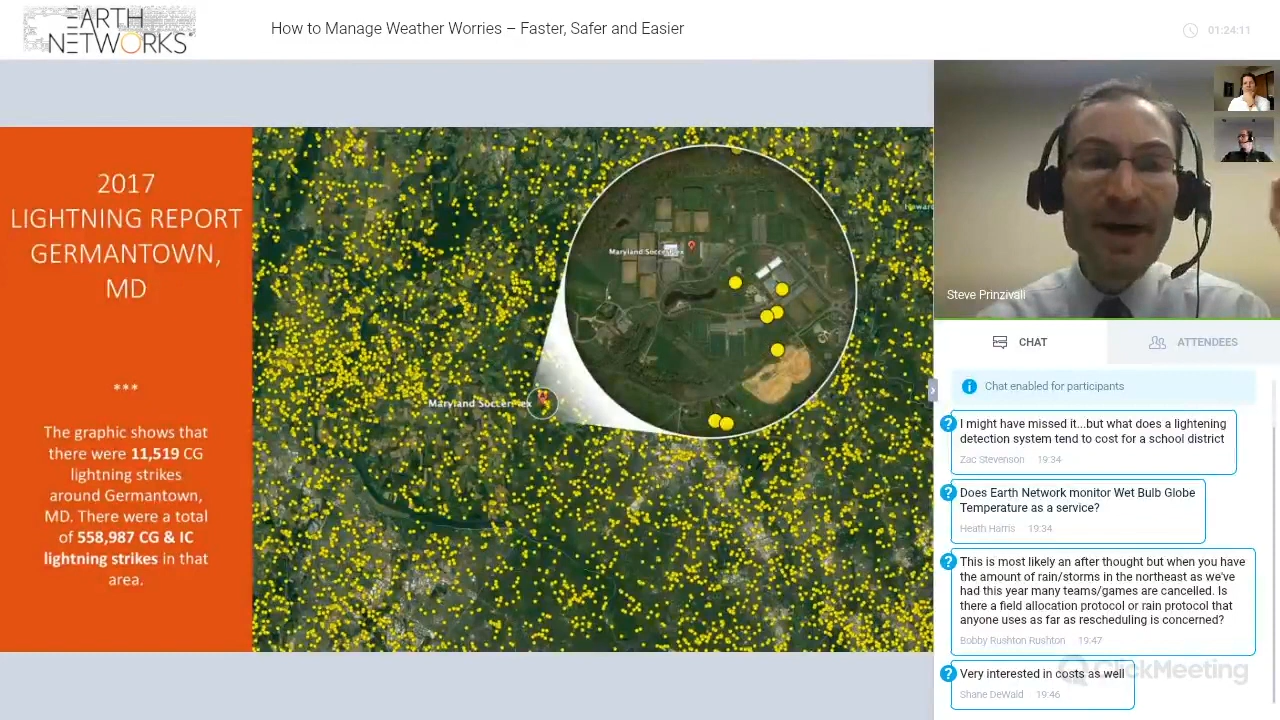 EARTH
NETWORKS
How to Manage Weather Worries – Faster, Safer and Easier
01:24:11
2017
LIGHTNING REPORT
GERMANTOWN,
MD
***
The graphic shows that
there were 11,519 CG
lightning strikes
around Germantown,
MD. There were a total
of 558,987 CG & IC
lightning strikes in that
area.
Maryland
Maryland
Steve Prinzivalli
CHAT
ATTENDEES
Chat enabled for participants
I might have missed it...but what does a lightening
detection system tend to cost for a school district
Zac Stevenson 19:34
Does Earth Network monitor Wet Bulb Globe
Temperature as a service?
Heath Harris 19:34
This is most likely an after thought but when you have
the amount of rain/storms in the northeast as we've
had this year many teams/games are cancelled. Is
there a field allocation protocol or rain protocol that
anyone uses as far as rescheduling is concerned?
Bobby Rushton Rushton 19:47
Very interested in costs as well
Shane DeWald 19:46
ClickMeeting